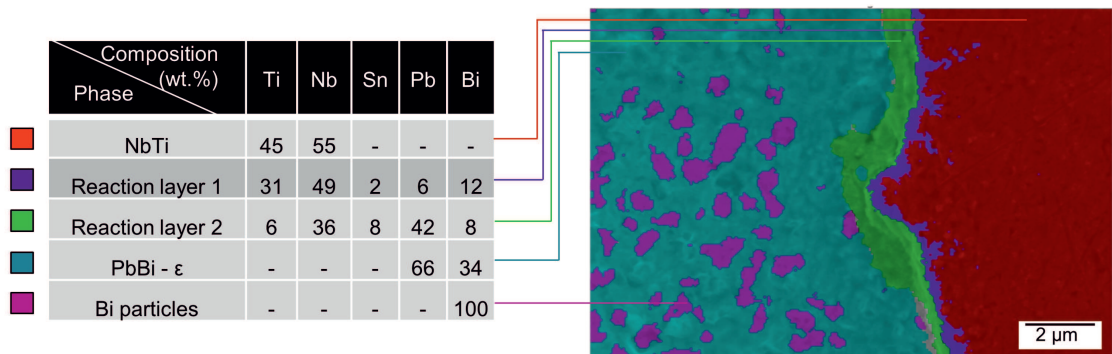 Composition
(wt.%)
Phase
Ti Nb Sn Pb Bi
NbTi 45 55 - - -
Reaction layer 1 31 49 2 6 12
Reaction layer 2 6 36 8 42 8
PbBi - ε - - - 66 34
Bi particles - - - - 100
2 µm